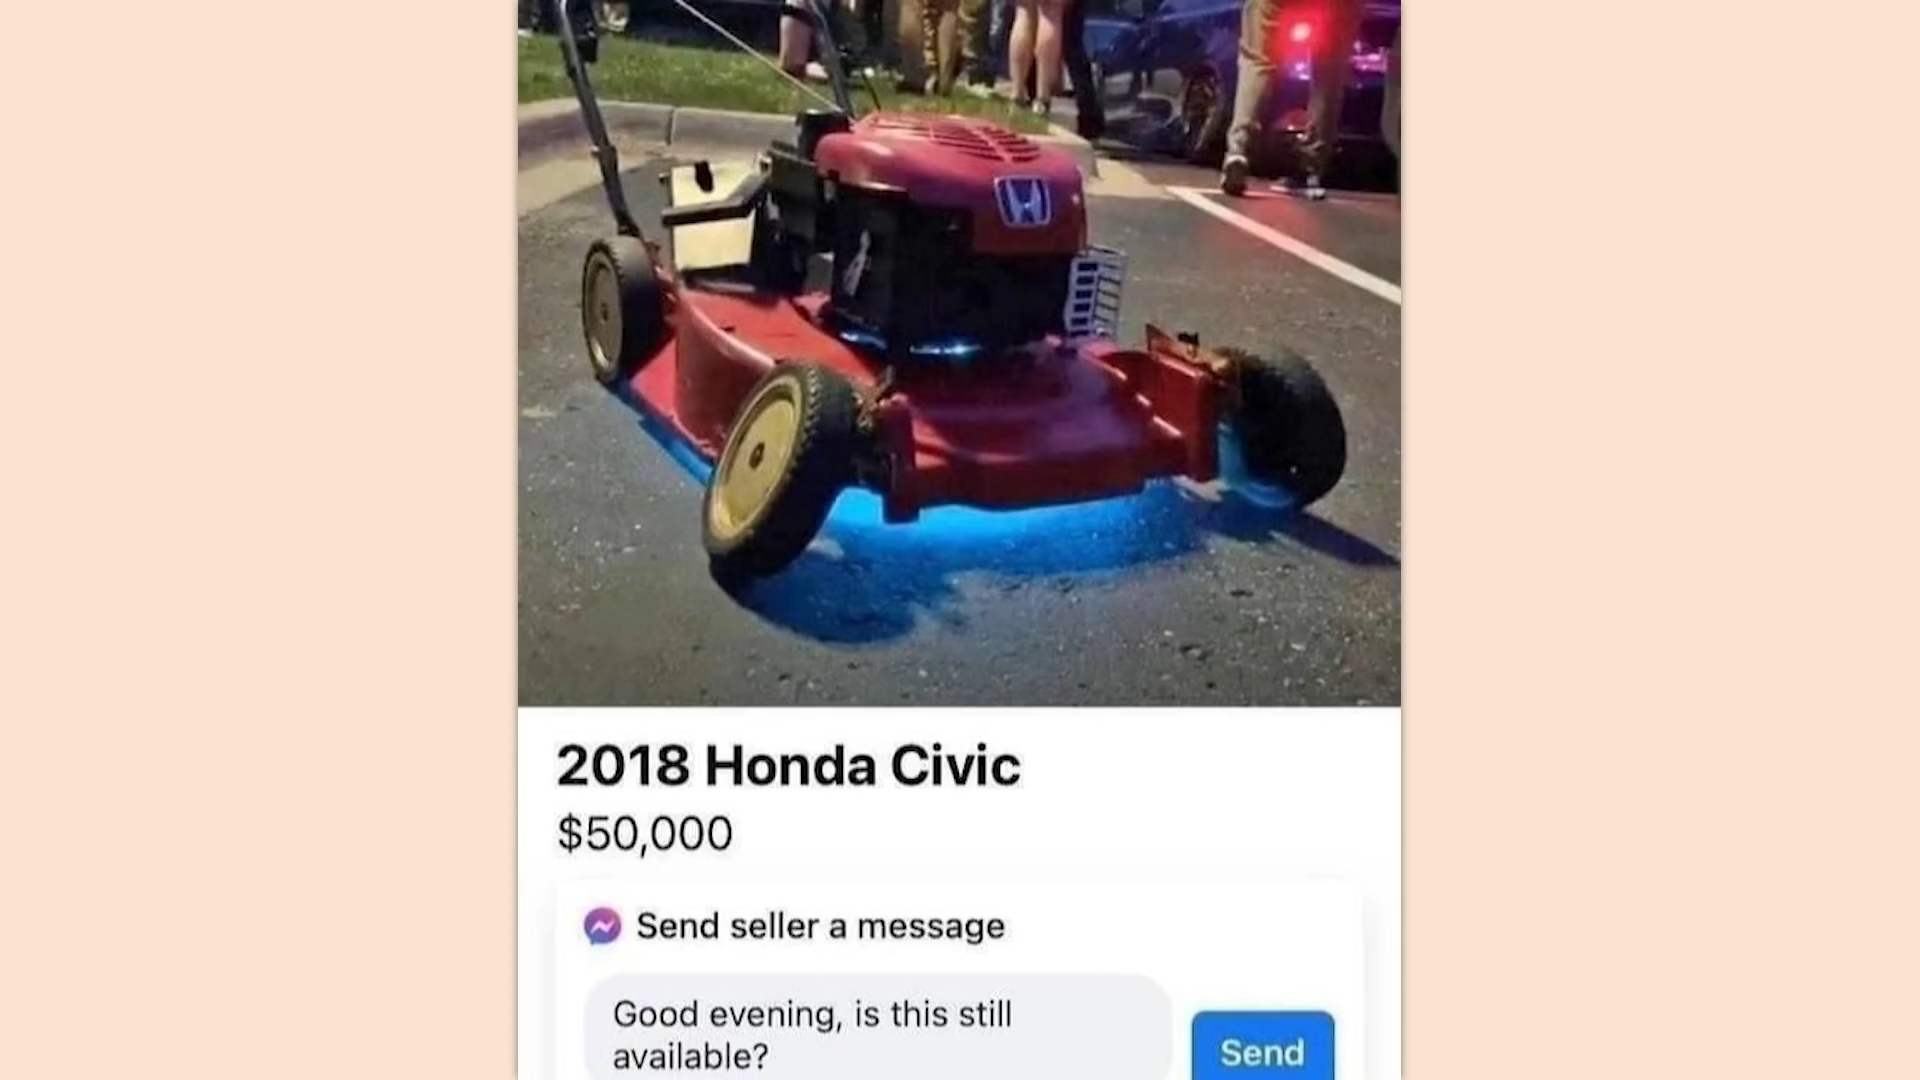 2018 Honda Civic
$50,000
Send seller a message
Good evening, is this still
available?
Send